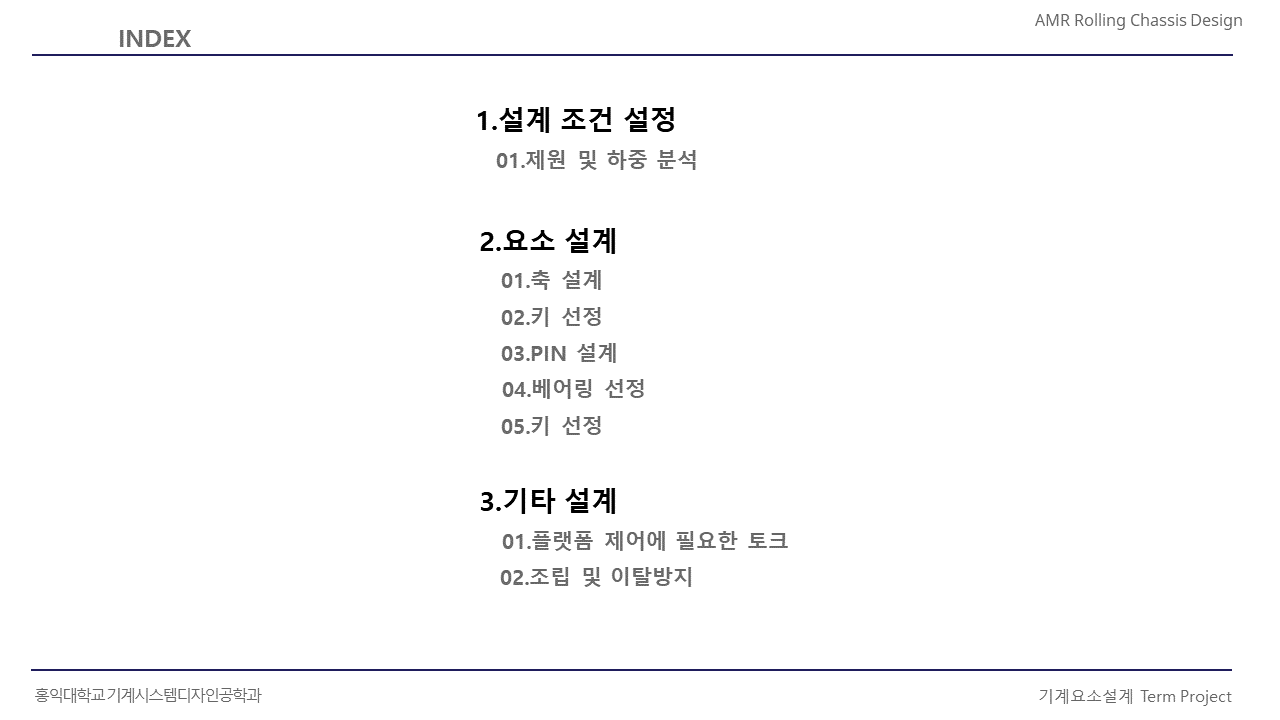 AMR Rolling Chassis Design
INDEX
1.설계 조건 설정
01.제원 및 하중 분석
2.요소 설계
01.축 설계
02.키 선정
03.PIN 설계
04.베어링 선정
05.키 선정
3.기타 설계
01.플랫폼 제어에 필요한 토크
02.조립 및 이탈방지
홍익대학교 기계시스템디자인공학과
기계요소설계 Term Project